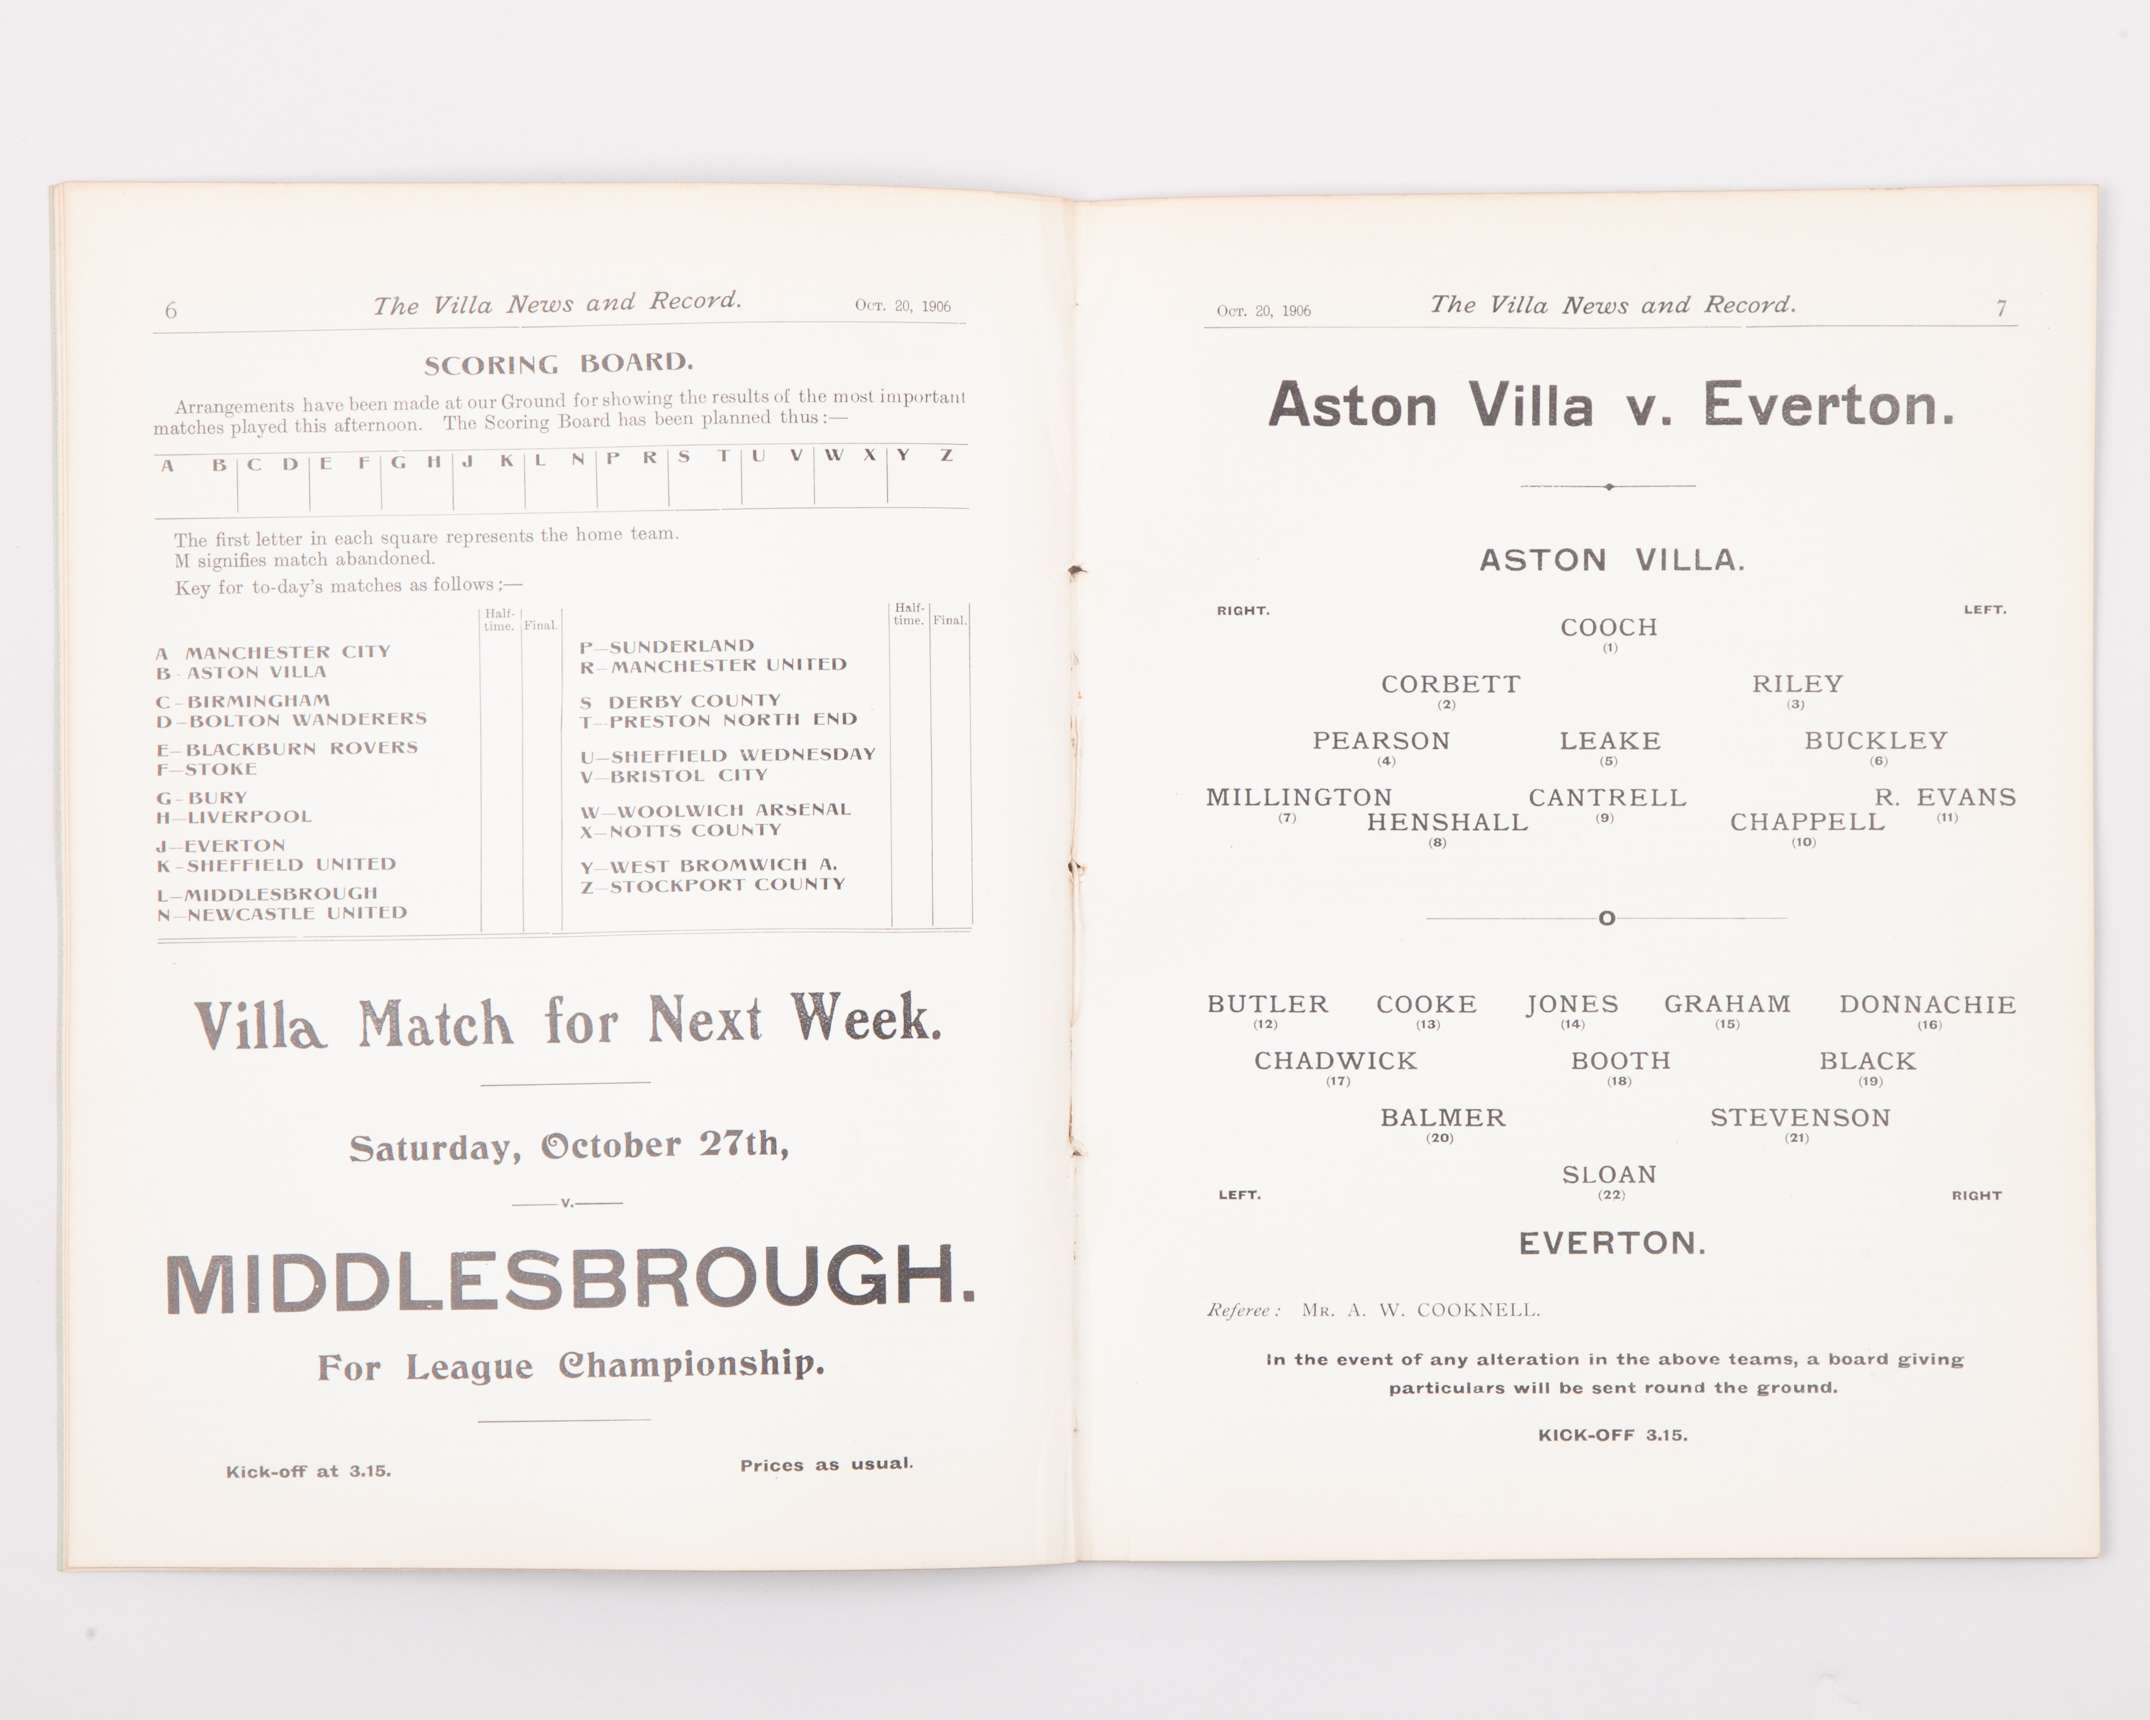 6 The Villa News and Record. Oct. 20, 1906
SCORING BOARD.
Arrangements have been made at our Ground for showing the results of the most important
matches played this afternoon. The Scoring Board has been planned thus:—
A B C D E F G H J K L N P R S T U V W X Y Z
The first letter in each square represents the home team.
M signifies match abandoned.
Key for to-day's matches as follows:—
Half-
time. Final.
A MANCHESTER CITY
B - ASTON VILLA
C - BIRMINGHAM
D - BOLTON WANDERERS
E—BLACKBURN ROVERS
F—STOKE
G - BURY
H—LIVERPOOL
J—EVERTON
K - SHEFFIELD UNITED
L—MIDDLESBROUGH
N—NEWCASTLE UNITED
Half-
time. Final.
P—SUNDERLAND
R—MANCHESTER UNITED
S DERBY COUNTY
T—PRESTON NORTH END
U—SHEFFIELD WEDNESDAY
V—BRISTOL CITY
W—WOOLWICH ARSENAL
X—NOTTS COUNTY
Y—WEST BROMWICH A.
Z—STOCKPORT COUNTY
Villa Match for Next Week.
Saturday, October 27th,
v.
MIDDLESBROUGH.
For League Championship.
Kick-off at 3.15. Prices as usual.
Oct. 20, 1906 The Villa News and Record. 7
Aston Villa v. Everton.
ASTON VILLA.
RIGHT. LEFT.
COOCH
(1)
CORBETT RILEY
(2) (3)
PEARSON LEAKE BUCKLEY
(4) (5) (6)
MILLINGTON CANTRELL R. EVANS
(7) (9) (11)
HENSHALL CHAPPELL
(8) (10)
O
BUTLER COOKE JONES GRAHAM DONNACHIE
(12) (13) (14) (15) (16)
CHADWICK BOOTH BLACK
(17) (18) (19)
BALMER STEVENSON
(20) (21)
SLOAN
(22)
LEFT. RIGHT
EVERTON.
Referee: MR. A. W. COOKNELL.
In the event of any alteration in the above teams, a board giving
particulars will be sent round the ground.
KICK-OFF 3.15.